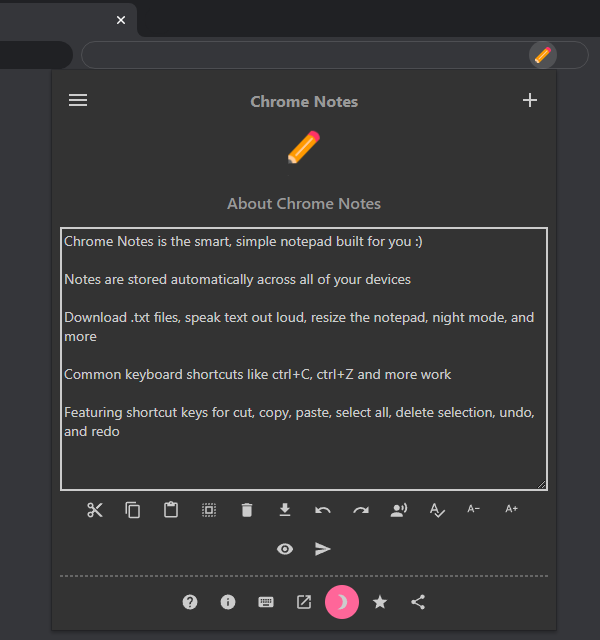 Chrome Notes
About Chrome Notes
Chrome Notes is the smart, simple notepad built for you :)
Notes are stored automatically across all of your devices
Download .txt files, speak text out loud, resize the notepad, night mode, and
more
Common keyboard shortcuts like ctrl+C, ctrl+Z and more work
Featuring shortcut keys for cut, copy, paste, select all, delete selection, undo,
and redo
A- A+